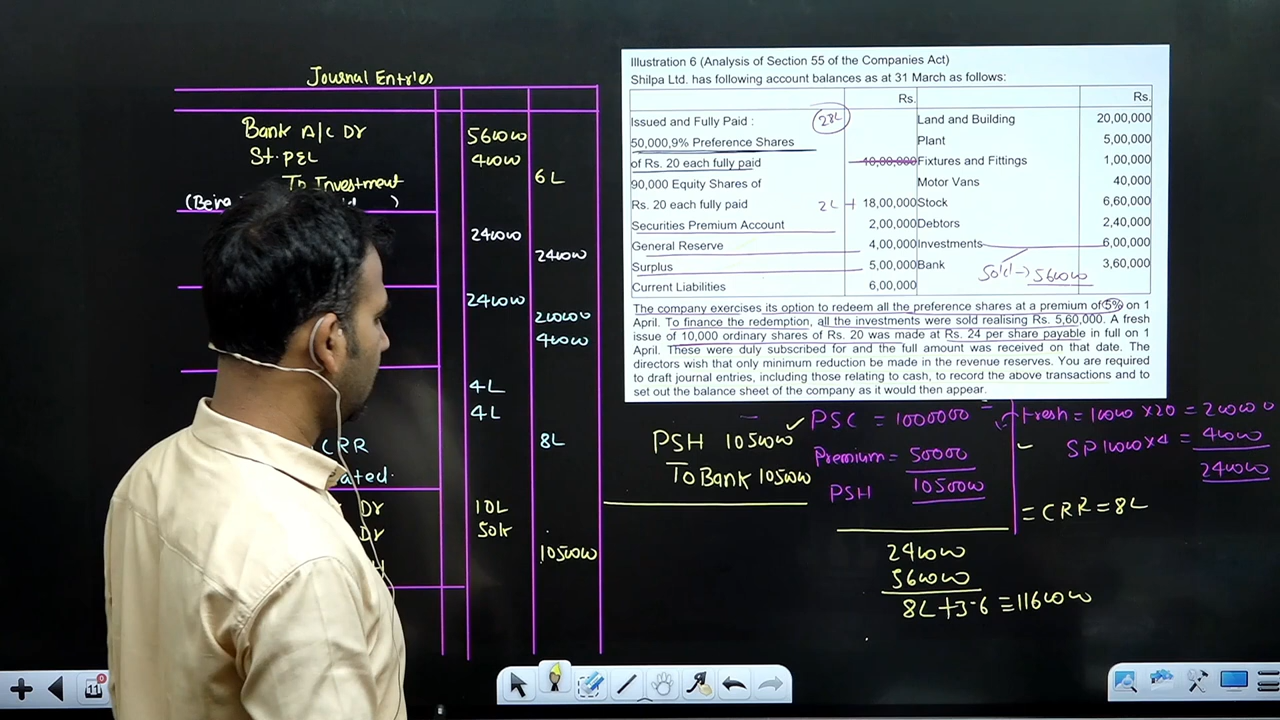 Journal Entries
Bank A/C Dr 560000
St. P&L 40000
To Investment 6L
(Being )
240000
240000
240000
200000
40000
4L
4L
CRR 8L
ated.
Dr 10L
Dr 50k
1050000
Illustration 6 (Analysis of Section 55 of the Companies Act)
Shilpa Ltd. has following account balances as at 31 March as follows:
Rs. Rs.
Issued and Fully Paid : 28L Land and Building 20,00,000
50,000,9% Preference Shares Plant 5,00,000
of Rs. 20 each fully paid 10,00,000 Fixtures and Fittings 1,00,000
90,000 Equity Shares of Motor Vans 40,000
Rs. 20 each fully paid 2L + 18,00,000 Stock 6,60,000
Securities Premium Account 2,00,000 Debtors 2,40,000
General Reserve 4,00,000 Investments 6,00,000
Surplus 5,00,000 Bank Sold → 560000 3,60,000
Current Liabilities 6,00,000
The company exercises its option to redeem all the preference shares at a premium of 5% on 1
April. To finance the redemption, all the investments were sold realising Rs. 5,60,000. A fresh
issue of 10,000 ordinary shares of Rs. 20 was made at Rs. 24 per share payable in full on 1
April. These were duly subscribed for and the full amount was received on that date. The
directors wish that only minimum reduction be made in the revenue reserves. You are required
to draft journal entries, including those relating to cash, to record the above transactions and to
set out the balance sheet of the company as it would then appear.
PSH 1050000
To Bank 1050000
PSC = 1000000
Premium = 50000
PSH 1050000
Fresh = 10000 x 20 = 200000
SP 10000 x 4 = 40000
240000
= CRR = 8L
240000
560000
8L + 3.6 = 1160000
11